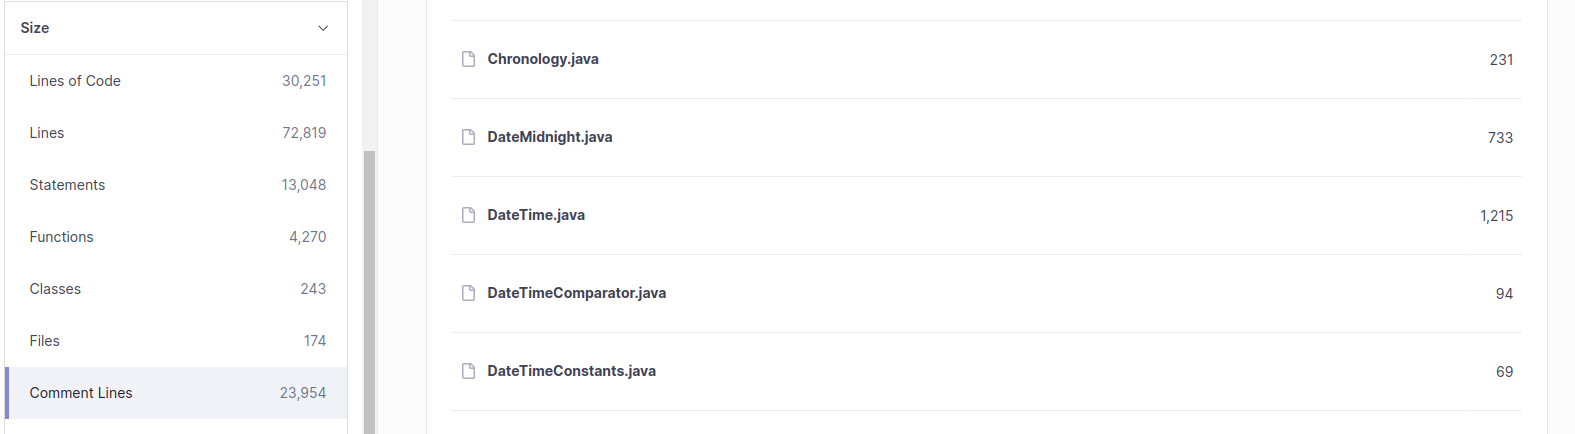 Size
Lines of Code 30,251
Lines 72,819
Statements 13,048
Functions 4,270
Classes 243
Files 174
Comment Lines 23,954
Chronology.java 231
DateMidnight.java 733
DateTime.java 1,215
DateTimeComparator.java 94
DateTimeConstants.java 69